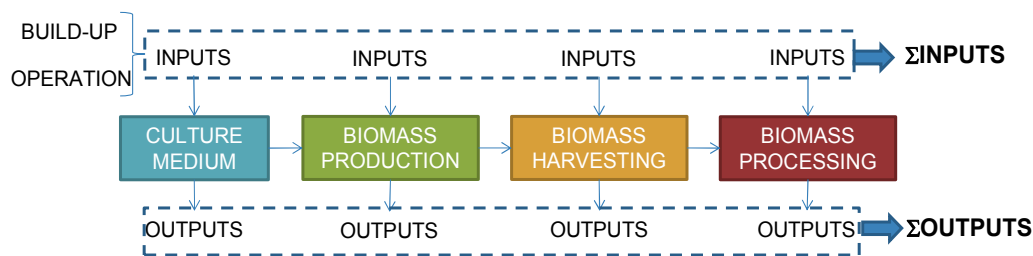 BUILD-UP
OPERATION
INPUTS INPUTS INPUTS INPUTS
ΣINPUTS
CULTURE
MEDIUM
BIOMASS
PRODUCTION
BIOMASS
HARVESTING
BIOMASS
PROCESSING
OUTPUTS OUTPUTS OUTPUTS OUTPUTS
ΣOUTPUTS